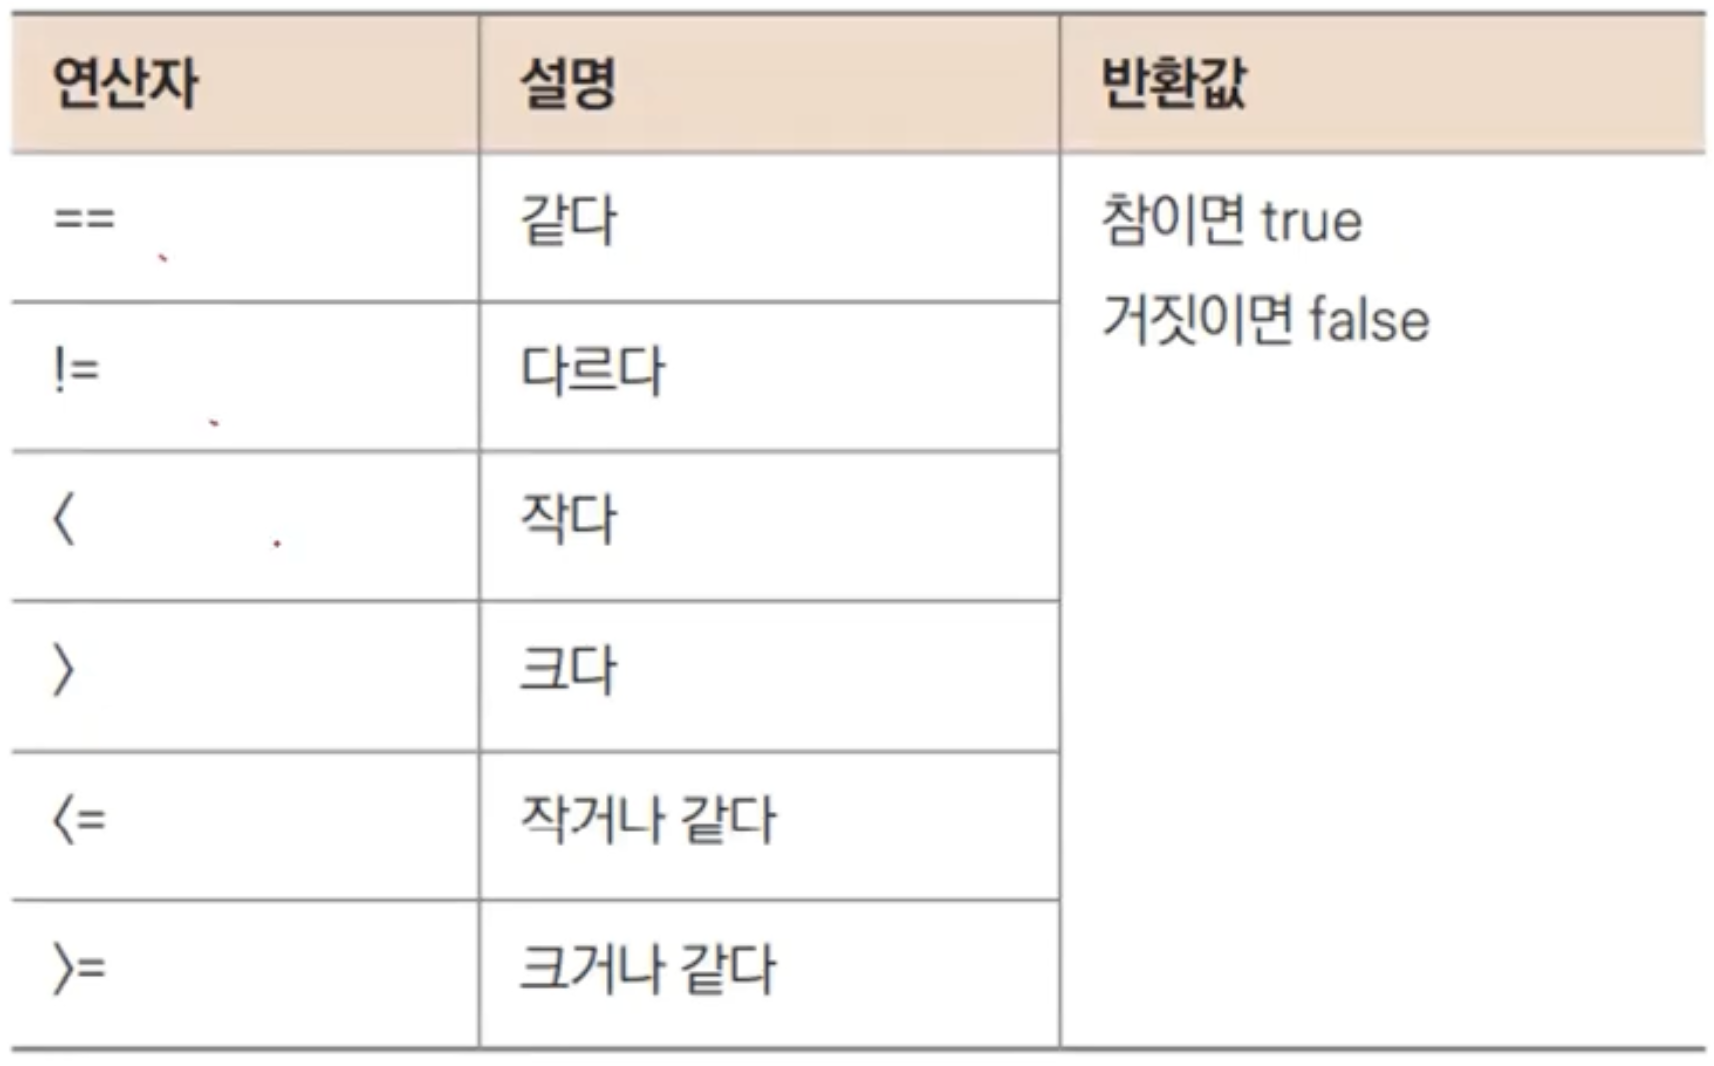 연산자 설명 반환값
== 같다 참이면 true
거짓이면 false
!= 다르다
< 작다
> 크다
<= 작거나 같다
>= 크거나 같다